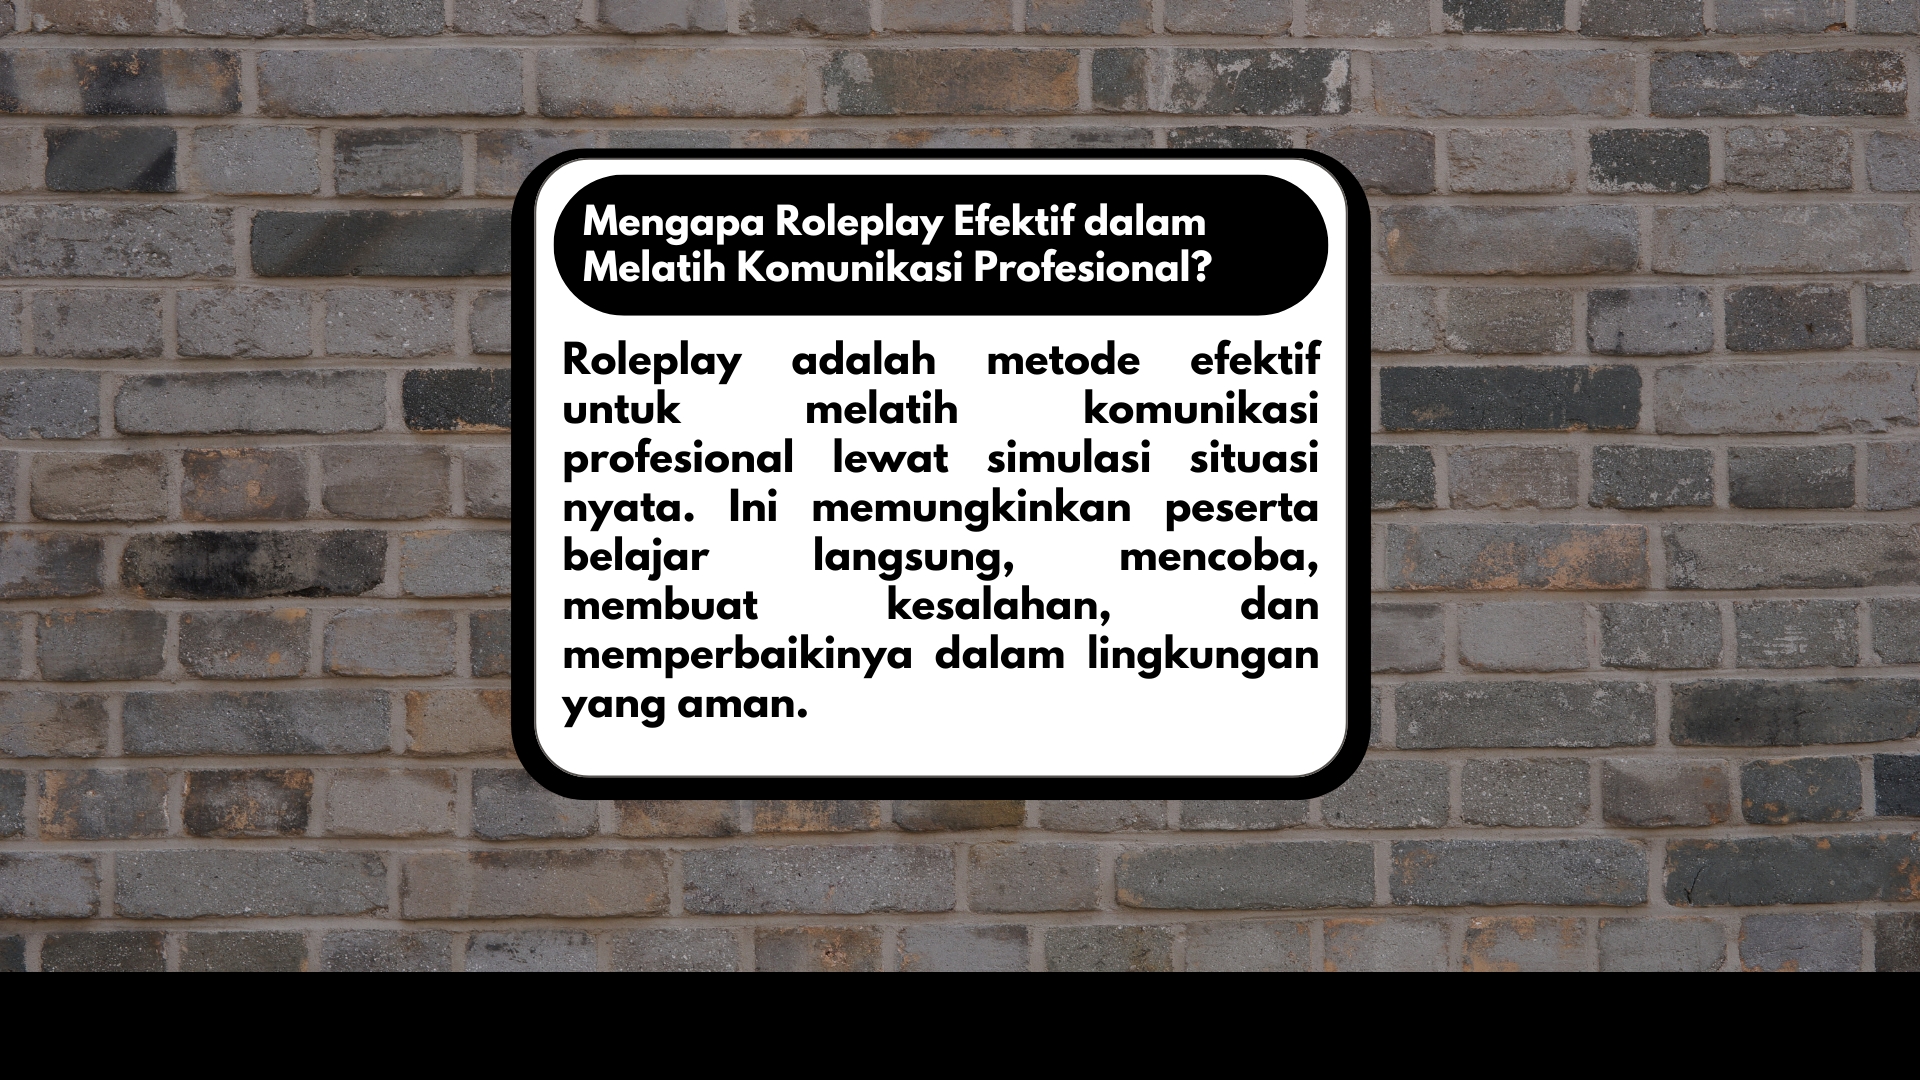 Mengapa Roleplay Efektif dalam
Melatih Komunikasi Profesional?
Roleplay adalah metode efektif
untuk melatih komunikasi
profesional lewat simulasi situasi
nyata. Ini memungkinkan peserta
belajar langsung, mencoba,
membuat kesalahan, dan
memperbaikinya dalam lingkungan
yang aman.